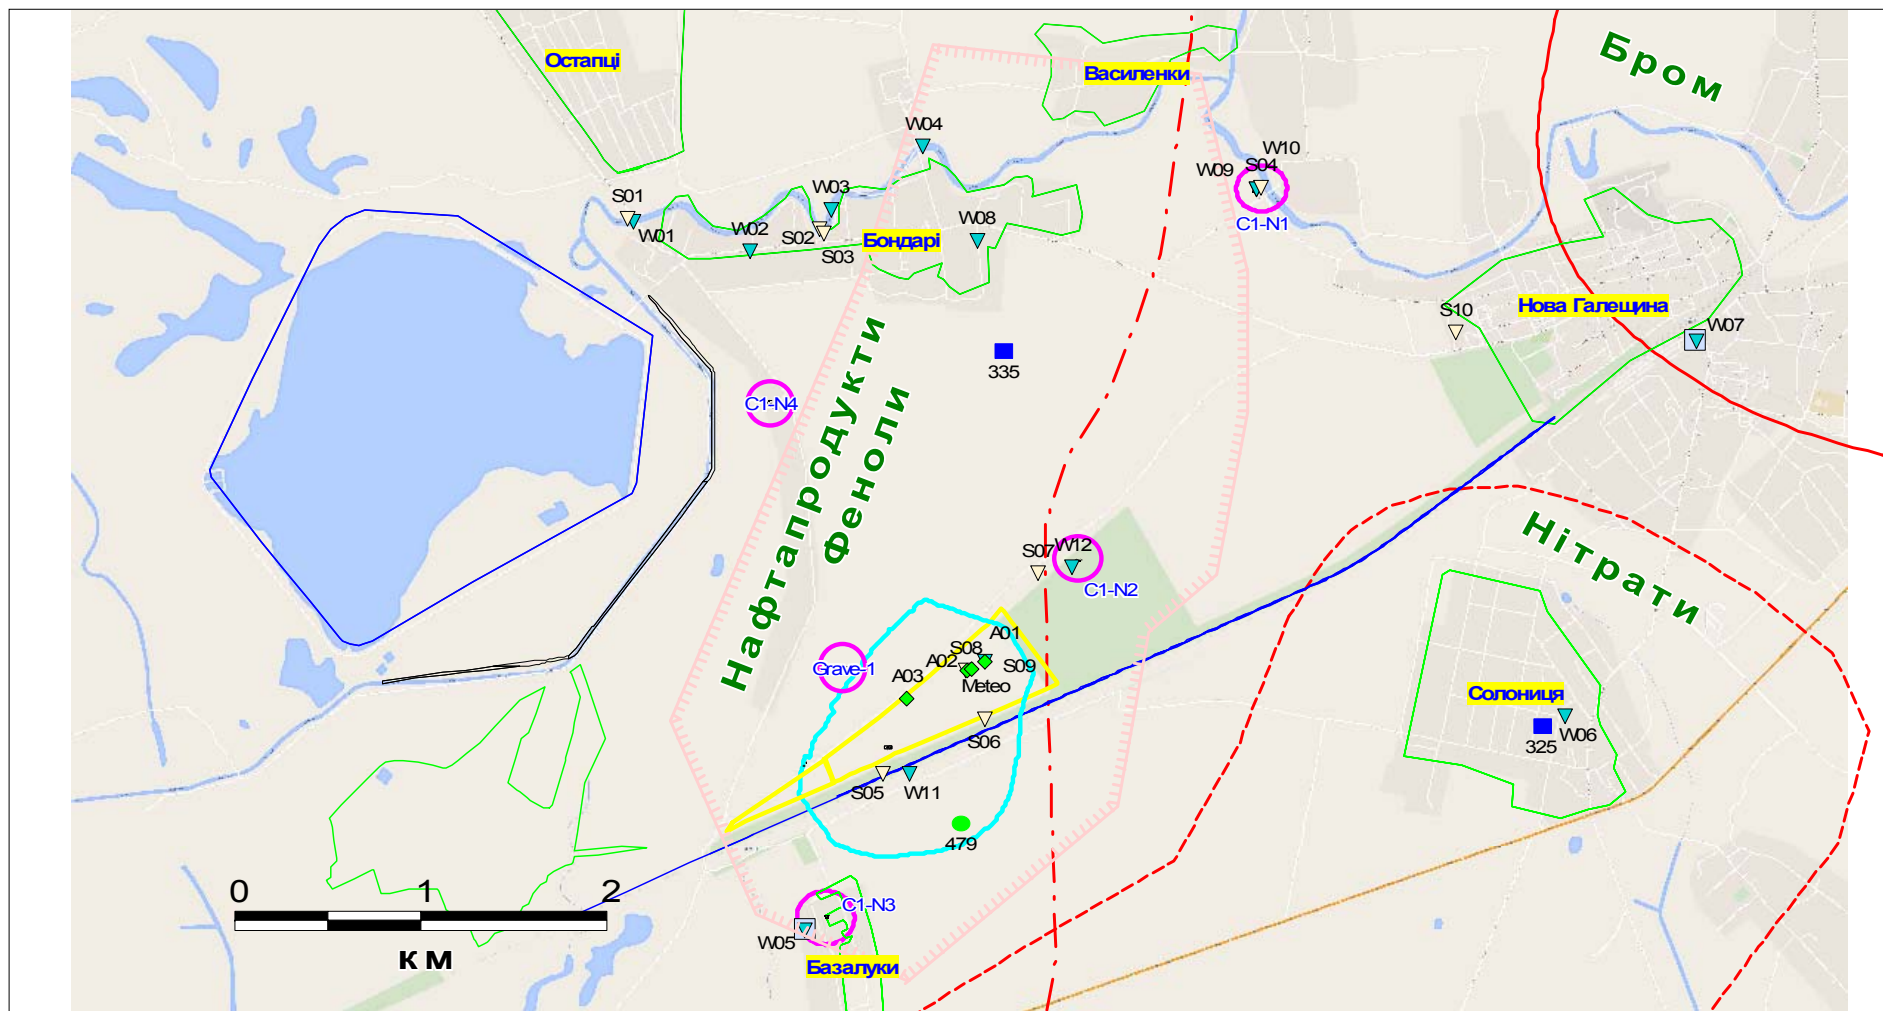 Бром
Остапці
Василенки
W04
W10
W09
S04
C1-N1
S01
W03
W01
W02
S02
S03
Бондарі
W08
Нова Галещина
S10
W07
335
C1-N4
Нафтапродукти
Феноли
Нітрати
S07
W12
C1-N2
A01
S08
A02
S09
Grave-1
A03
Meteo
S06
Солониця
325
W06
S05
W11
479
0 1 2
км
C1-N3
W05
Базалуки